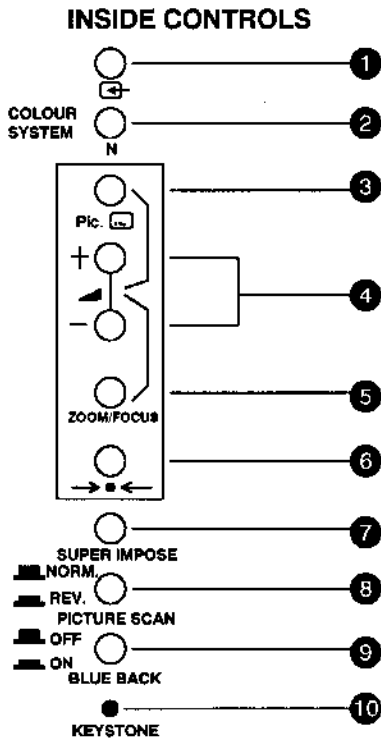 INSIDE CONTROLS
1
COLOUR
SYSTEM
2
N
3
Pic.
+
4
−
5
ZOOM/FOCUS
6
7
SUPER IMPOSE
NORM.
8
REV.
PICTURE SCAN
OFF
9
ON
BLUE BACK
10
KEYSTONE